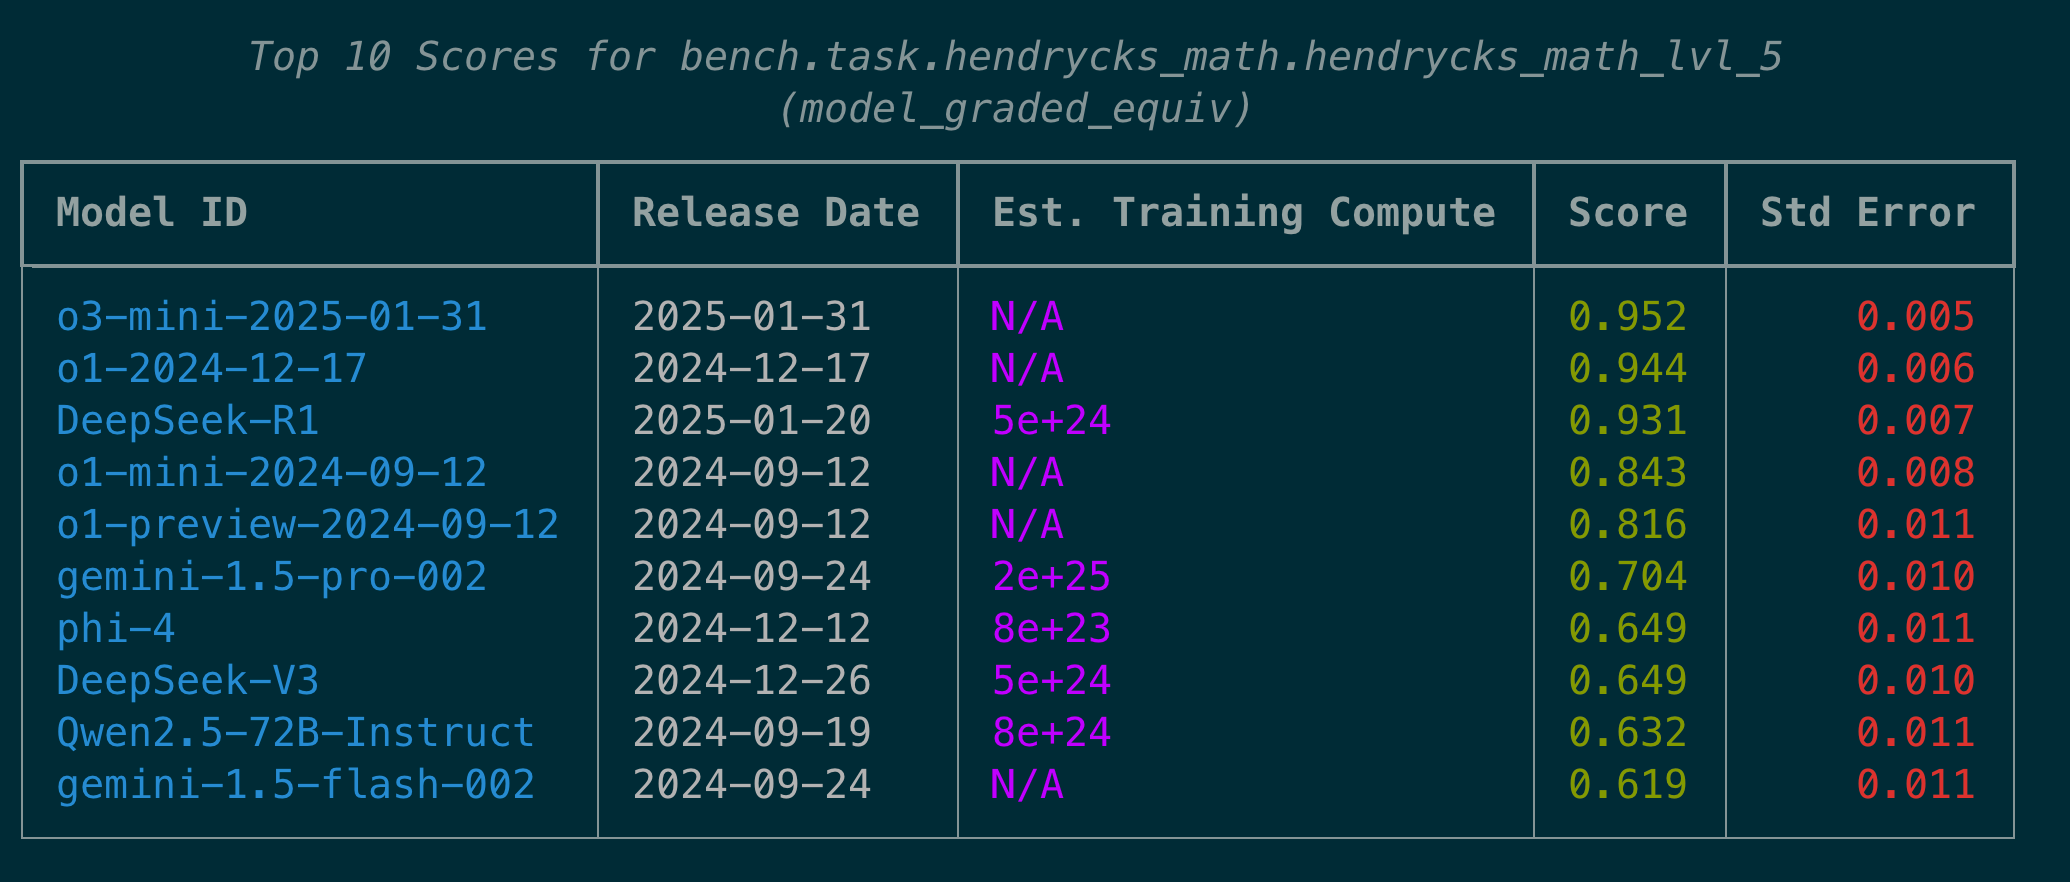 Top 10 Scores for bench.task.hendrycks_math.hendrycks_math_lvl_5
(model_graded_equiv)
Model ID Release Date Est. Training Compute Score Std Error
o3-mini-2025-01-31 2025-01-31 N/A 0.952 0.005
o1-2024-12-17 2024-12-17 N/A 0.944 0.006
DeepSeek-R1 2025-01-20 5e+24 0.931 0.007
o1-mini-2024-09-12 2024-09-12 N/A 0.843 0.008
o1-preview-2024-09-12 2024-09-12 N/A 0.816 0.011
gemini-1.5-pro-002 2024-09-24 2e+25 0.704 0.010
phi-4 2024-12-12 8e+23 0.649 0.011
DeepSeek-V3 2024-12-26 5e+24 0.649 0.010
Qwen2.5-72B-Instruct 2024-09-19 8e+24 0.632 0.011
gemini-1.5-flash-002 2024-09-24 N/A 0.619 0.011